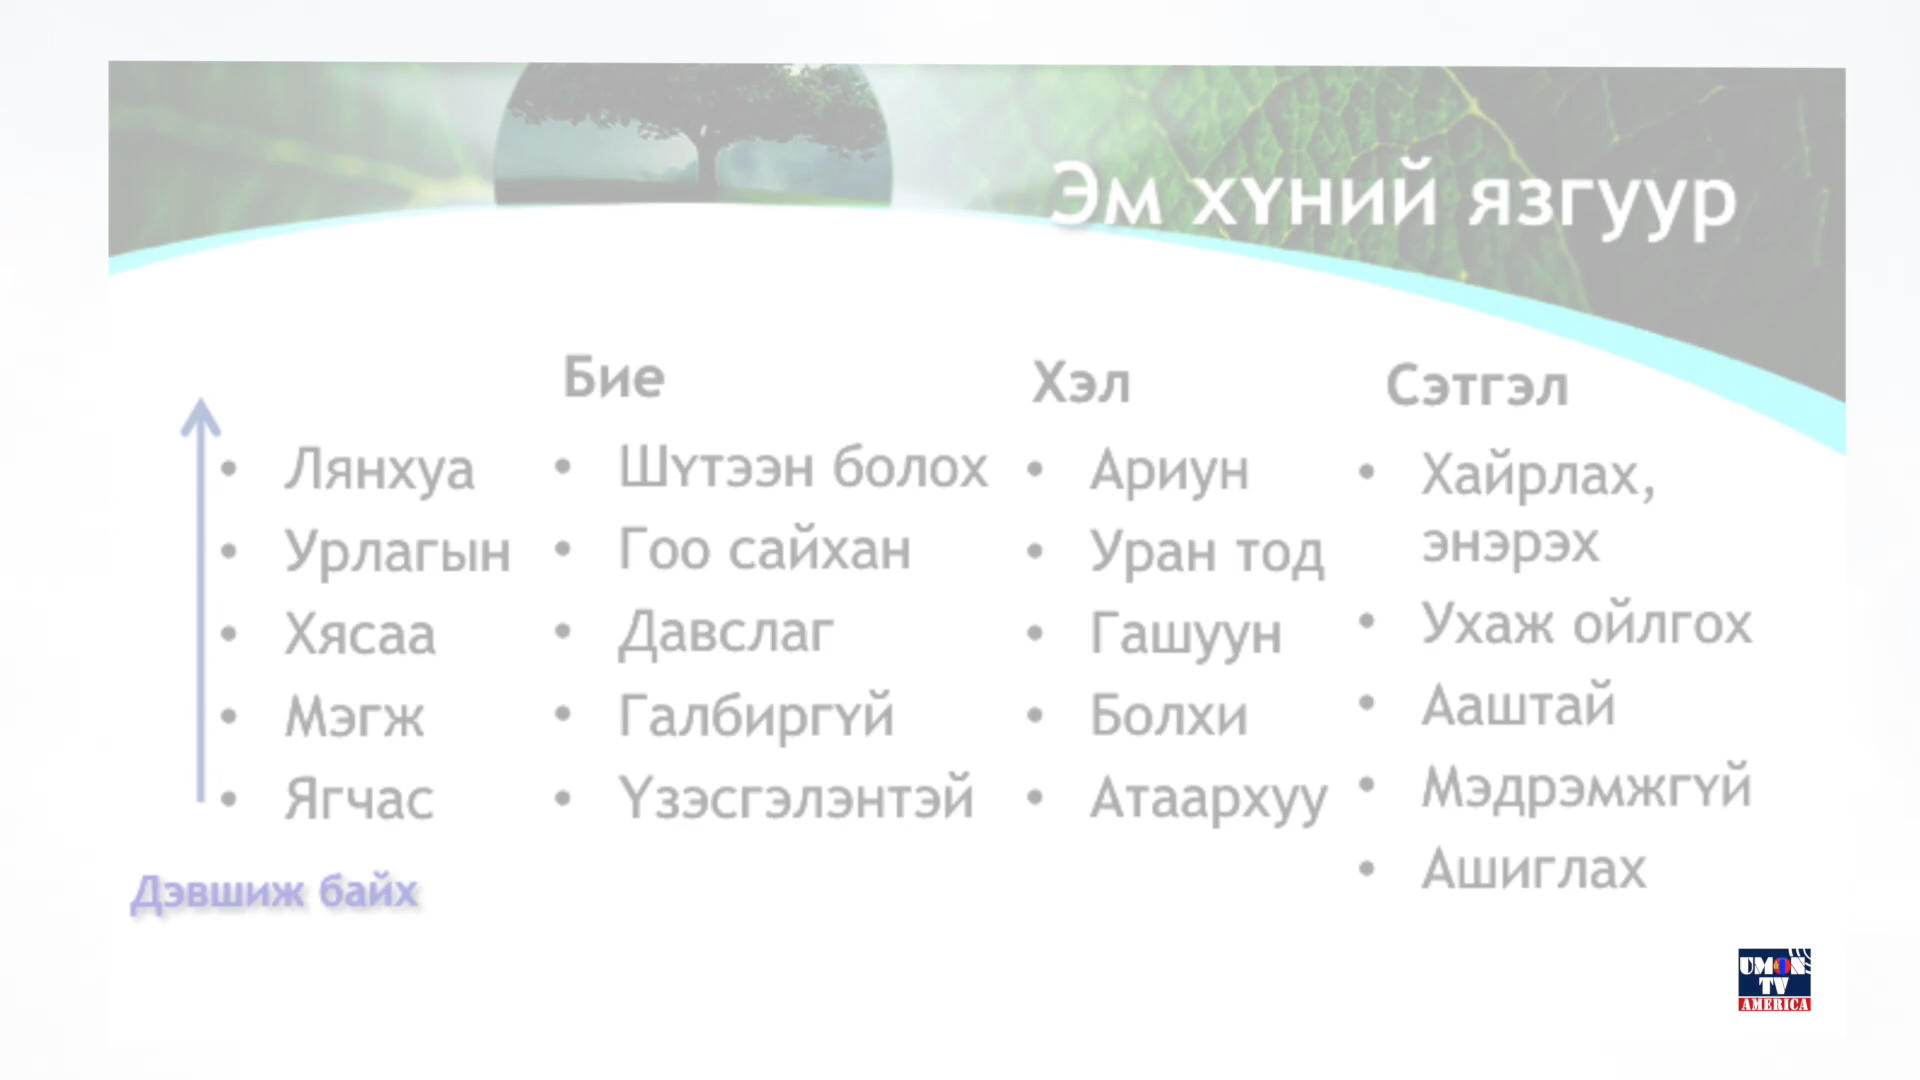 Эм хүний язгуур
Бие
Хэл
Сэтгэл
• Лянхуа
• Урлагын
• Хясаа
• Мэгж
• Ягчас
• Шүтээн болох
• Гоо сайхан
• Давслаг
• Галбиргүй
• Үзэсгэлэнтэй
• Ариун
• Уран тод
• Гашуун
• Болхи
• Атаархуу
• Хайрлах,
энэрэх
• Ухаж ойлгох
• Ааштай
• Мэдрэмжгүй
• Ашиглах
Дэвшиж байх
UMON
TV
AMERICA